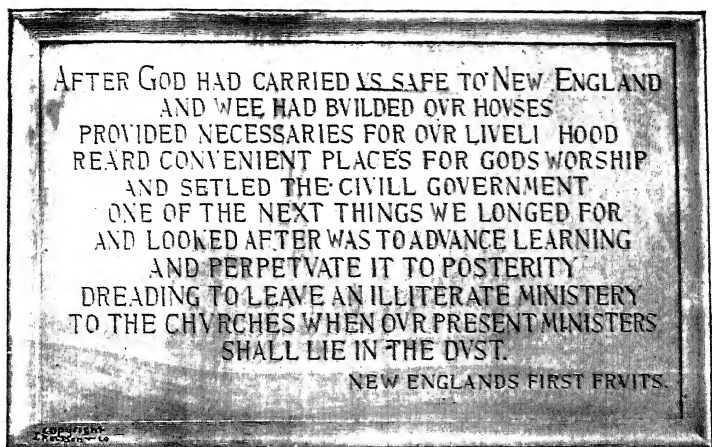 AFTER GOD HAD CARRIED VS SAFE TO NEW ENGLAND
AND WEE HAD BVILDED OVR HOVSES
PROVIDED NECESSARIES FOR OVR LIVELI HOOD
REARD CONVENIENT PLACES FOR GODS WORSHIP
AND SETLED THE CIVILL GOVERNMENT
ONE OF THE NEXT THINGS WE LONGED FOR
AND LOOKED AFTER WAS TO ADVANCE LEARNING
AND PERPETVATE IT TO POSTERITY
DREADING TO LEAVE AN ILLITERATE MINISTERY
TO THE CHVRCHES WHEN OVR PRESENT MINISTERS
SHALL LIE IN THE DVST.
NEW ENGLANDS FIRST FRVITS.
copyright